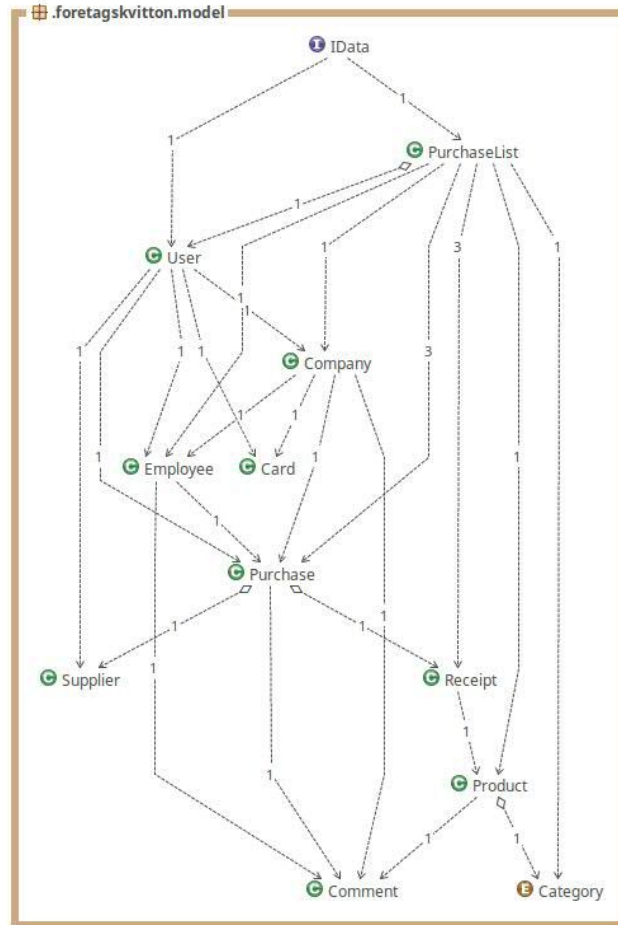 .foretagskvitton.model
I IData
1
1
C PurchaseList
1
1
3
1
C User
1
1
1
1
3
C Company
1
1
1
1
1
C Employee
C Card
1
1
C Purchase
1
1
1
C Supplier
C Receipt
1
1
C Product
1
1
1
C Comment
E Category